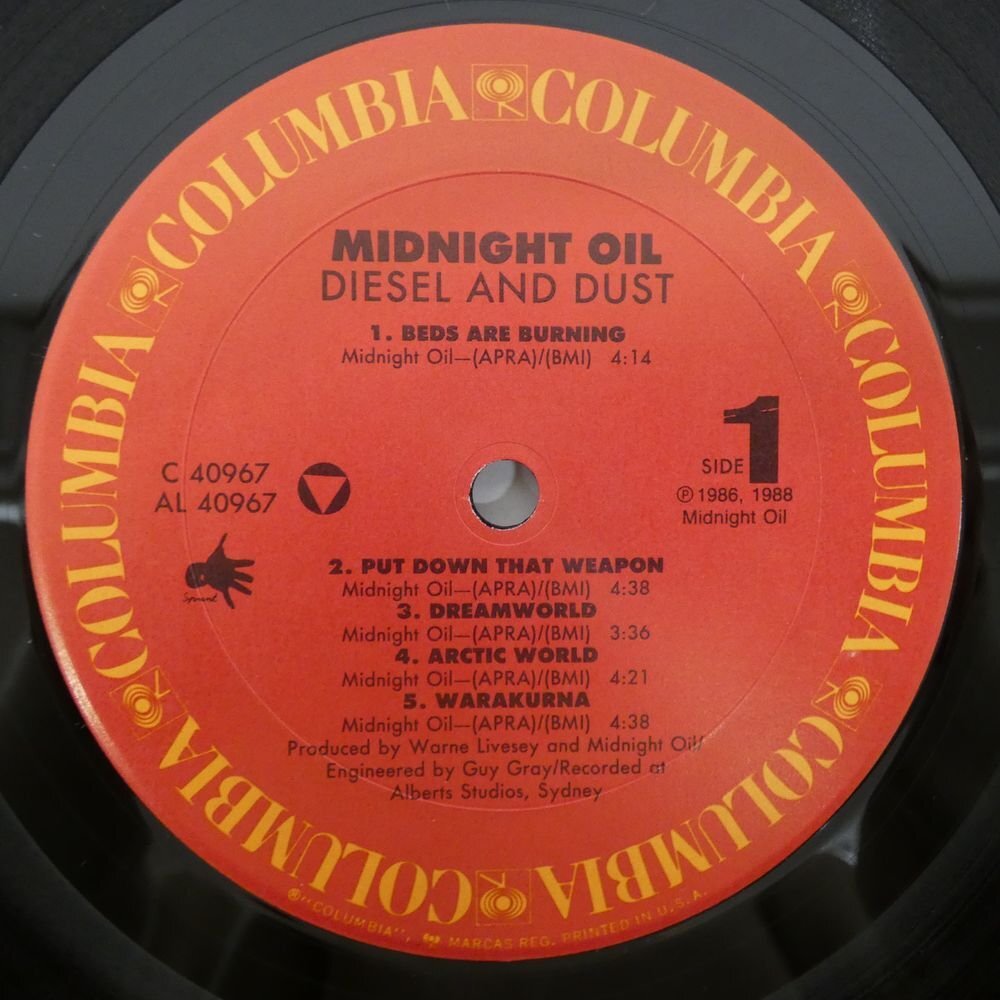 COLUMBIA COLUMBIA COLUMBIA COLUMBIA COLUMBIA COLUMBIA COLUMBIA COLUMBIA
MIDNIGHT OIL
DIESEL AND DUST
1. BEDS ARE BURNING
Midnight Oil—(APRA)/(BMI) 4:14
C 40967
AL 40967
SIDE 1
℗ 1986, 1988
Midnight Oil
2. PUT DOWN THAT WEAPON
Midnight Oil—(APRA)/(BMI) 4:38
3. DREAMWORLD
Midnight Oil—(APRA)/(BMI) 3:36
4. ARCTIC WORLD
Midnight Oil—(APRA)/(BMI) 4:21
5. WARAKURNA
Midnight Oil—(APRA)/(BMI) 4:38
Produced by Warne Livesey and Midnight Oil/
Engineered by Guy Gray/Recorded at
Alberts Studios, Sydney
®"COLUMBIA", MARCAS REG. PRINTED IN U.S.A.